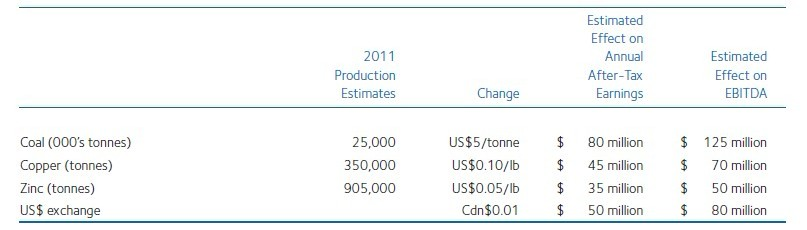 Estimated
Effect on
2011 Annual Estimated
Production After-Tax Effect on
Estimates Change Earnings EBITDA
Coal (000's tonnes) 25,000 US$5/tonne $ 80 million $ 125 million
Copper (tonnes) 350,000 US$0.10/lb $ 45 million $ 70 million
Zinc (tonnes) 905,000 US$0.05/lb $ 35 million $ 50 million
US$ exchange Cdn$0.01 $ 50 million $ 80 million